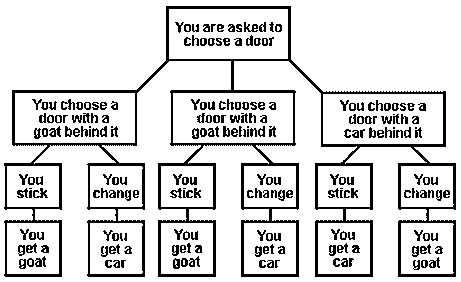 You are asked to
choose a door
You choose a
door with a
goat behind it
You choose a
door with a
goat behind it
You choose a
door with a
car behind it
You
stick
You
change
You
stick
You
change
You
stick
You
change
You
get a
goat
You
get a
car
You
get a
goat
You
get a
car
You
get a
car
You
get a
goat